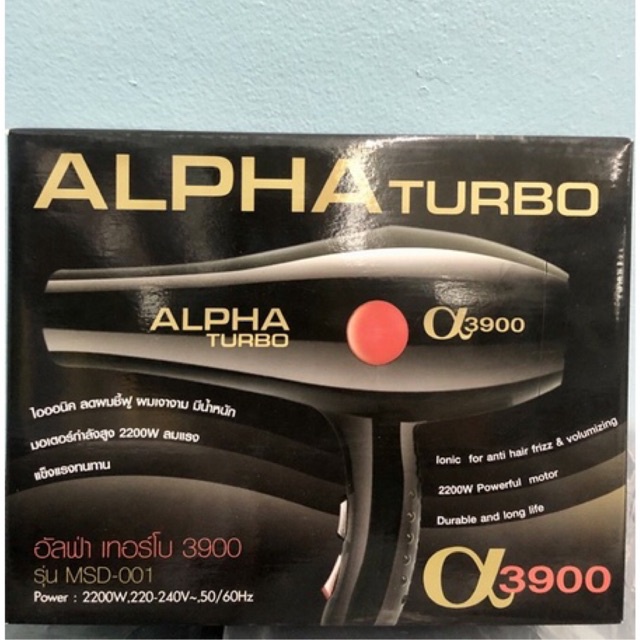 ALPHA TURBO
ALPHA
TURBO
α3900
ไอออนิค ลดผมชี้ฟู ผมเงางาม มีน้ำหนัก
มอเตอร์กำลังสูง 2200W ลมแรง
แข็งแรงทนทาน
Ionic for anti hair frizz & volumizing
2200W Powerful motor
Durable and long life
อัลฟ่า เทอร์โบ 3900
รุ่น MSD-001
Power : 2200W,220-240V~,50/60Hz
α3900